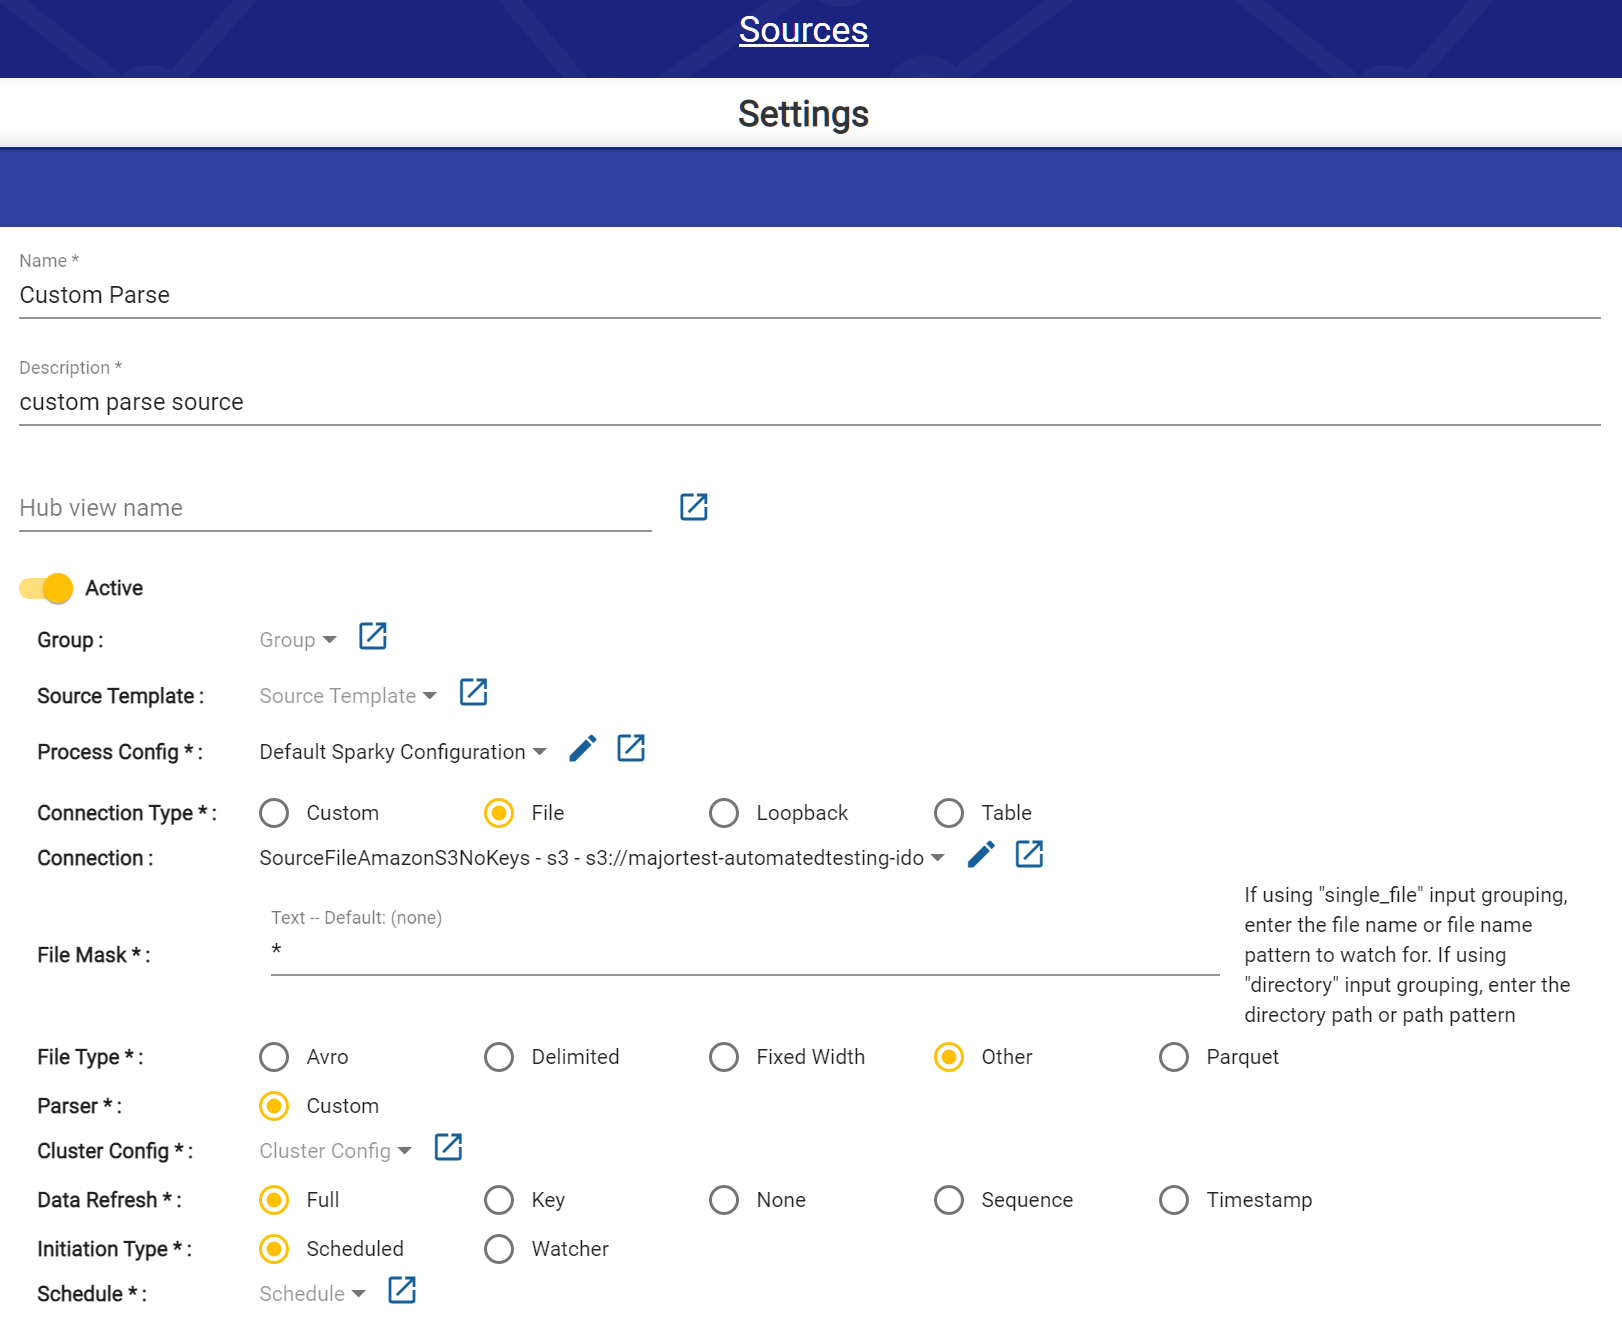 Sources
Settings
Name *
Custom Parse
Description *
custom parse source
Hub view name
Active
Group : Group
Source Template : Source Template
Process Config * : Default Sparky Configuration
Connection Type * : Custom File Loopback Table
Connection : SourceFileAmazonS3NoKeys - s3 - s3://majortest-automatedtesting-ido
Text -- Default: (none)
File Mask * : *
If using "single_file" input grouping,
enter the file name or file name
pattern to watch for. If using
"directory" input grouping, enter the
directory path or path pattern
File Type * : Avro Delimited Fixed Width Other Parquet
Parser * : Custom
Cluster Config * : Cluster Config
Data Refresh * : Full Key None Sequence Timestamp
Initiation Type * : Scheduled Watcher
Schedule * : Schedule